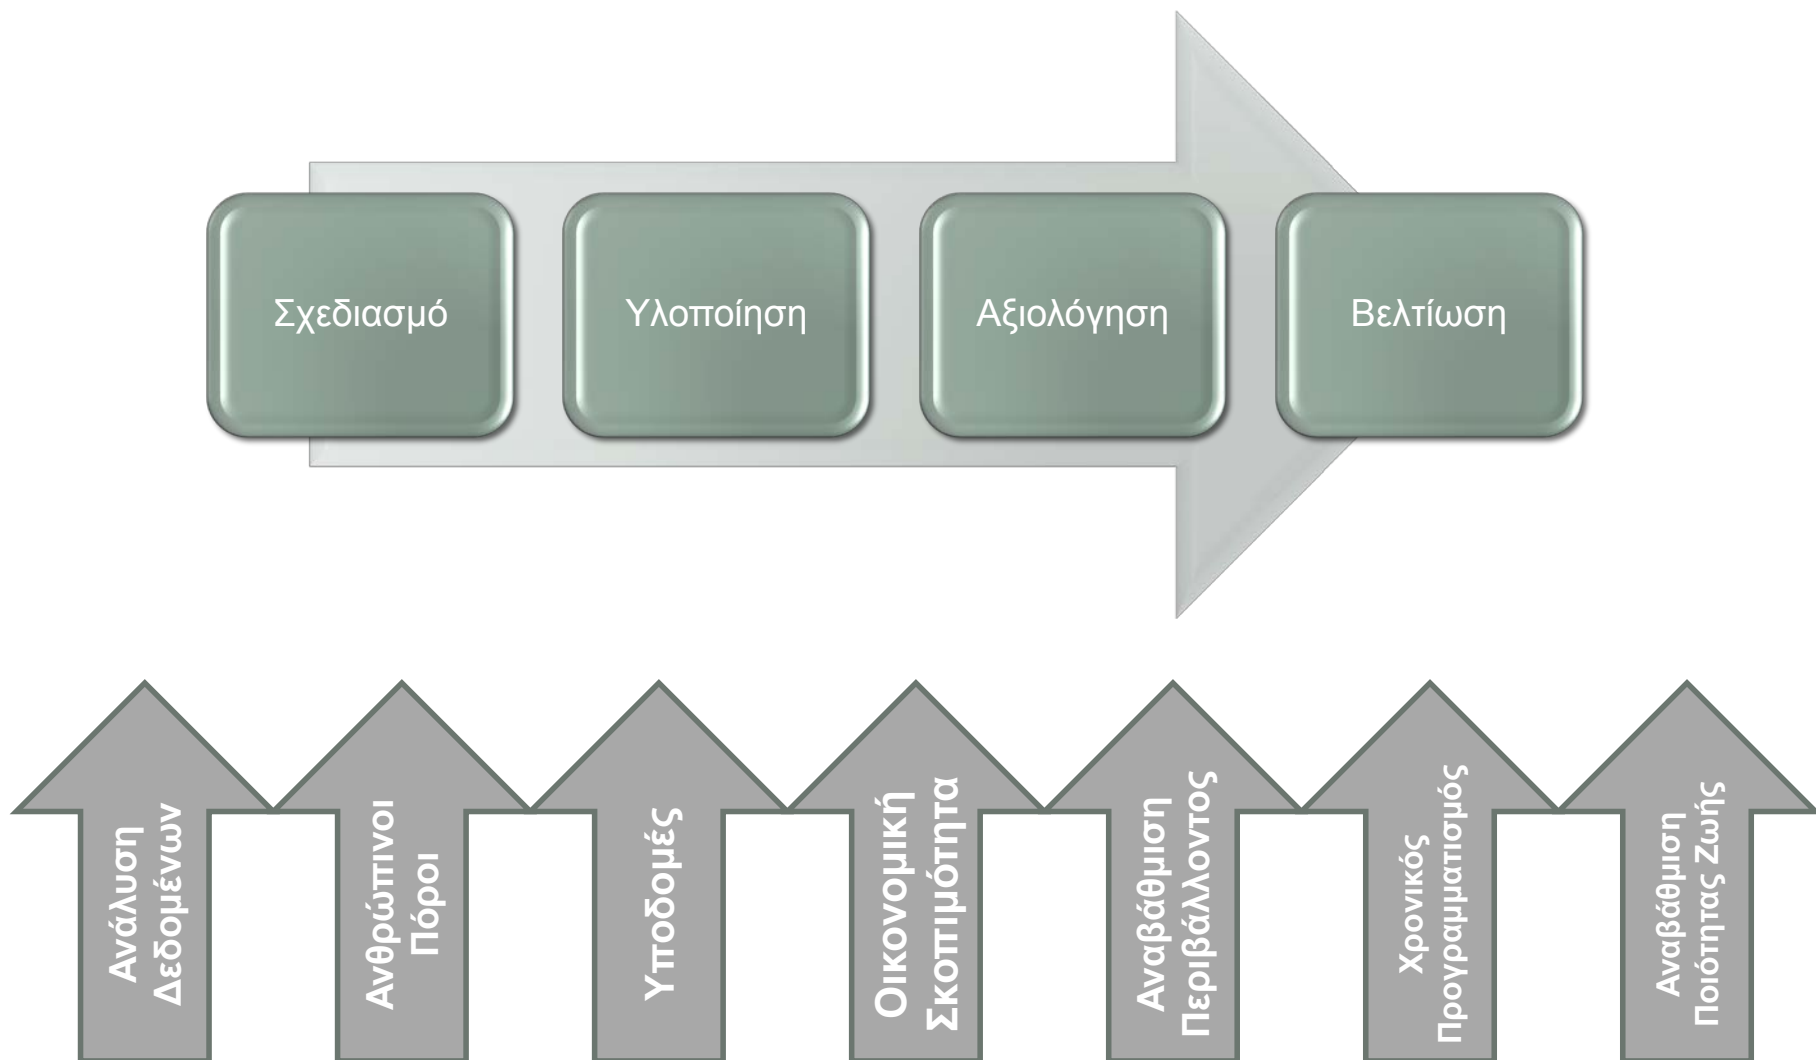 Σχεδιασμό
Υλοποίηση
Αξιολόγηση
Βελτίωση
Ανάλυση
Δεδομένων
Ανθρώπινοι
Πόροι
Υποδομές
Οικονομική
Σκοπιμότητα
Αναβάθμιση
Περιβάλλοντος
Χρονικός
Προγραμματισμός
Αναβάθμιση
Ποιότητας Ζωής